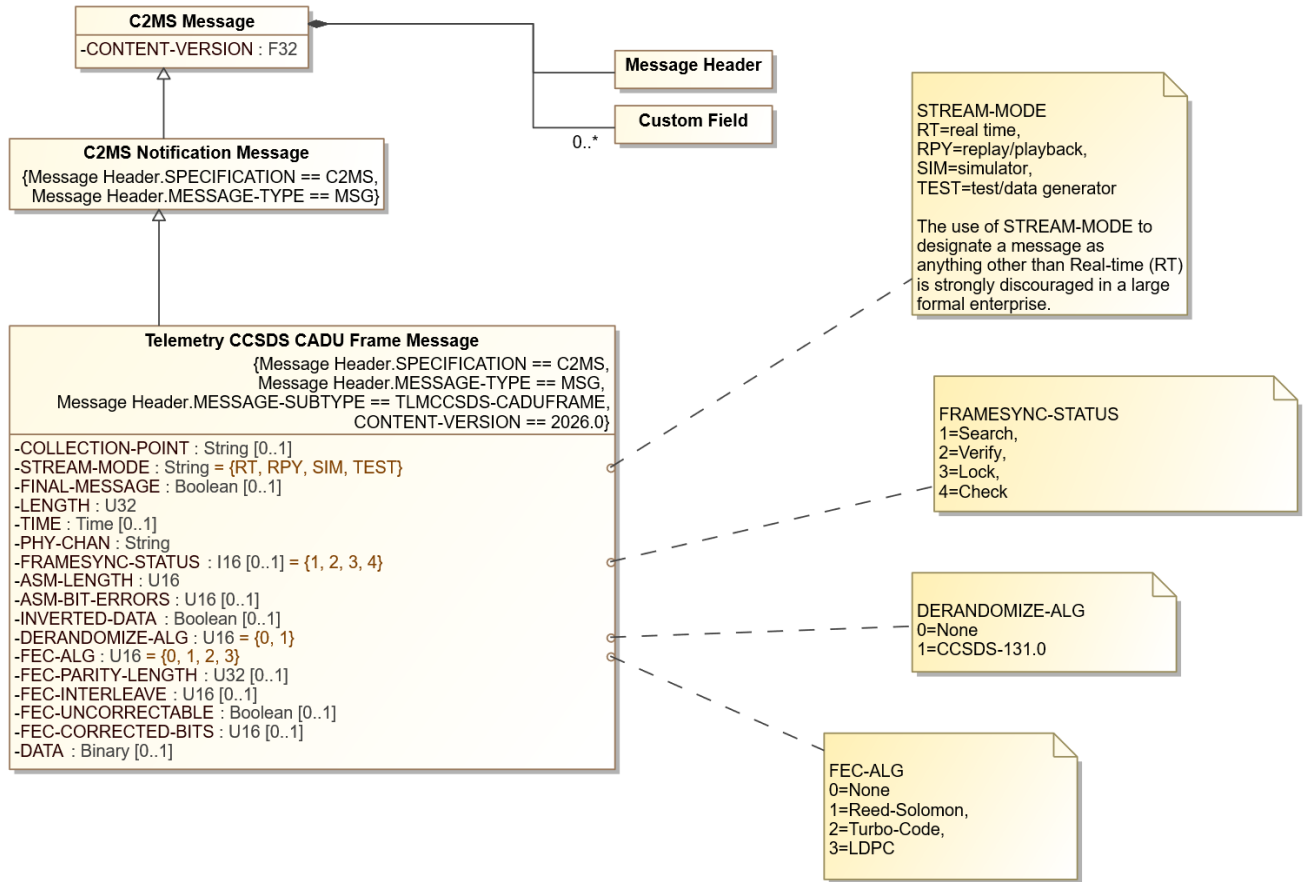 C2MS Message
-CONTENT-VERSION : F32
Message Header
Custom Field
0..*
C2MS Notification Message
{Message Header.SPECIFICATION == C2MS,
Message Header.MESSAGE-TYPE == MSG}
Telemetry CCSDS CADU Frame Message
{Message Header.SPECIFICATION == C2MS,
Message Header.MESSAGE-TYPE == MSG,
Message Header.MESSAGE-SUBTYPE == TLMCCSDS-CADUFRAME,
CONTENT-VERSION == 2026.0}
-COLLECTION-POINT : String [0..1]
-STREAM-MODE : String = {RT, RPY, SIM, TEST}
-FINAL-MESSAGE : Boolean [0..1]
-LENGTH : U32
-TIME : Time [0..1]
-PHY-CHAN : String
-FRAMESYNC-STATUS : I16 [0..1] = {1, 2, 3, 4}
-ASM-LENGTH : U16
-ASM-BIT-ERRORS : U16 [0..1]
-INVERTED-DATA : Boolean [0..1]
-DERANDOMIZE-ALG : U16 = {0, 1}
-FEC-ALG : U16 = {0, 1, 2, 3}
-FEC-PARITY-LENGTH : U32 [0..1]
-FEC-INTERLEAVE : U16 [0..1]
-FEC-UNCORRECTABLE : Boolean [0..1]
-FEC-CORRECTED-BITS : U16 [0..1]
-DATA : Binary [0..1]
STREAM-MODE
RT=real time,
RPY=replay/playback,
SIM=simulator,
TEST=test/data generator
The use of STREAM-MODE to
designate a message as
anything other than Real-time (RT)
is strongly discouraged in a large
formal enterprise.
FRAMESYNC-STATUS
1=Search,
2=Verify,
3=Lock,
4=Check
DERANDOMIZE-ALG
0=None
1=CCSDS-131.0
FEC-ALG
0=None
1=Reed-Solomon,
2=Turbo-Code,
3=LDPC